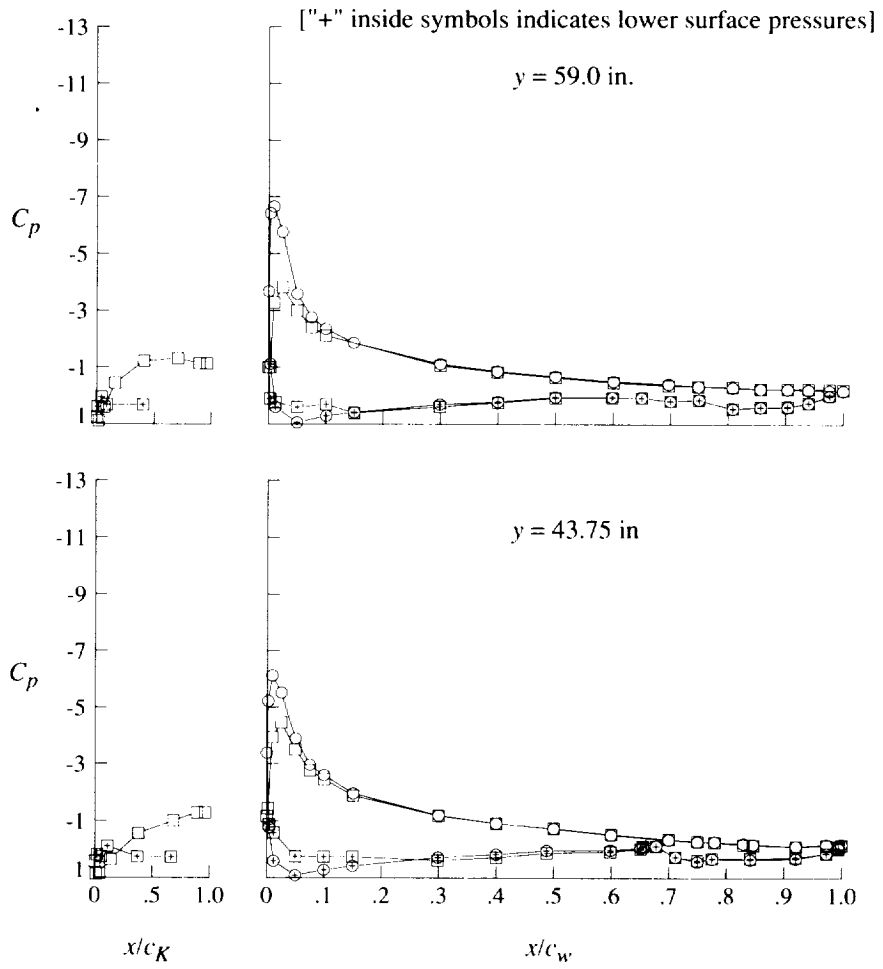 ["+" inside symbols indicates lower surface pressures]
y = 59.0 in.
-13
-11
-9
-7
-5
-3
-1
1
C_p
y = 43.75 in
-13
-11
-9
-7
-5
-3
-1
1
C_p
0 .5 1.0
0 .1 .2 .3 .4 .5 .6 .7 .8 .9 1.0
x/c_K
x/c_w